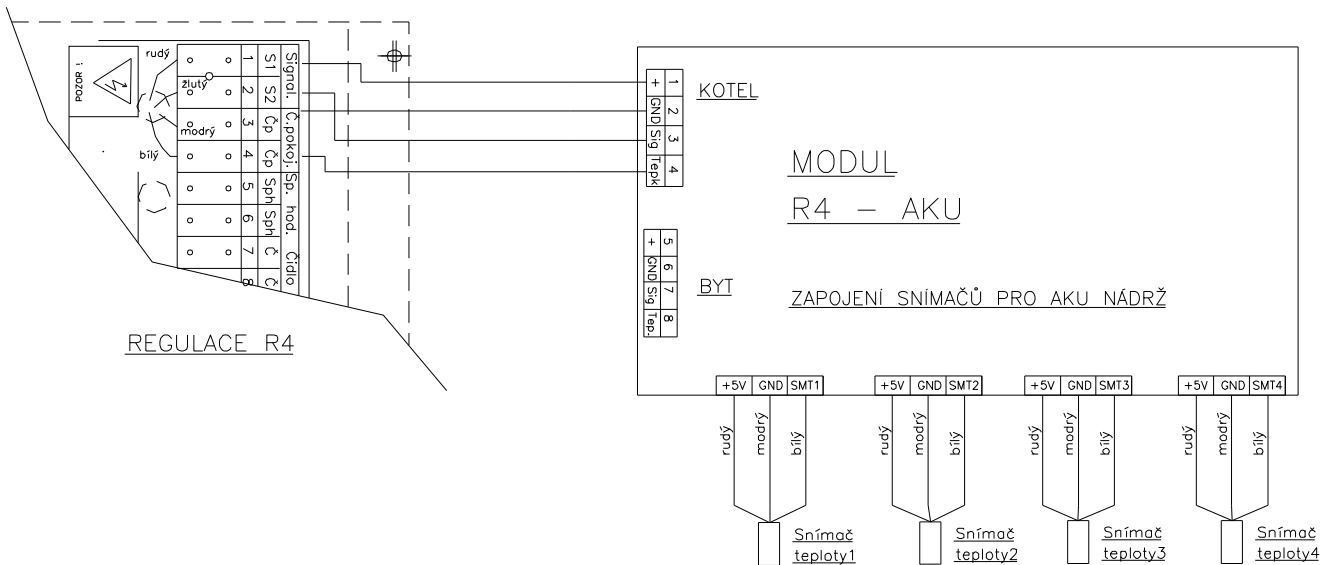 POZOR !
rudý
žlutý
modrý
bílý
1 S1 Signal.
2 S2
3 Čp Č.pokoj.
4 Čp
5 Sph Sp. hod.
6 Sph
7 Č Čidlo
8 Č
REGULACE R4
1 +
2 GND
3 Sig
4 Tepk
KOTEL
5 +
6 GND
7 Sig
8 Tep.
BYT
MODUL
R4 – AKU
ZAPOJENÍ SNÍMAČŮ PRO AKU NÁDRŽ
+5V GND SMT1
+5V GND SMT2
+5V GND SMT3
+5V GND SMT4
rudý modrý bílý
rudý modrý bílý
rudý modrý bílý
rudý modrý bílý
Snímač
teploty1
Snímač
teploty2
Snímač
teploty3
Snímač
teploty4